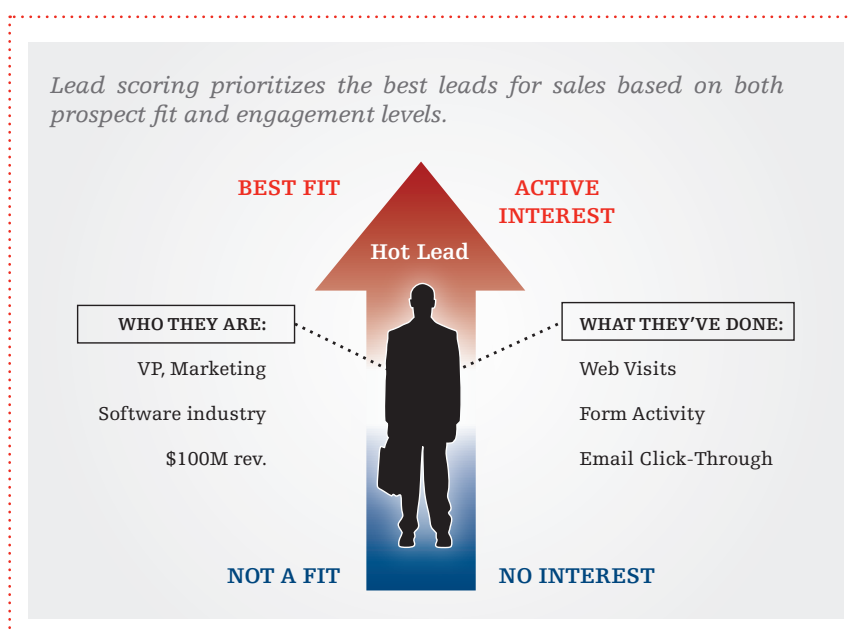 Lead scoring prioritizes the best leads for sales based on both
prospect fit and engagement levels.
BEST FIT
ACTIVE
INTEREST
Hot Lead
WHO THEY ARE:
VP, Marketing
Software industry
$100M rev.
WHAT THEY’VE DONE:
Web Visits
Form Activity
Email Click-Through
NOT A FIT
NO INTEREST